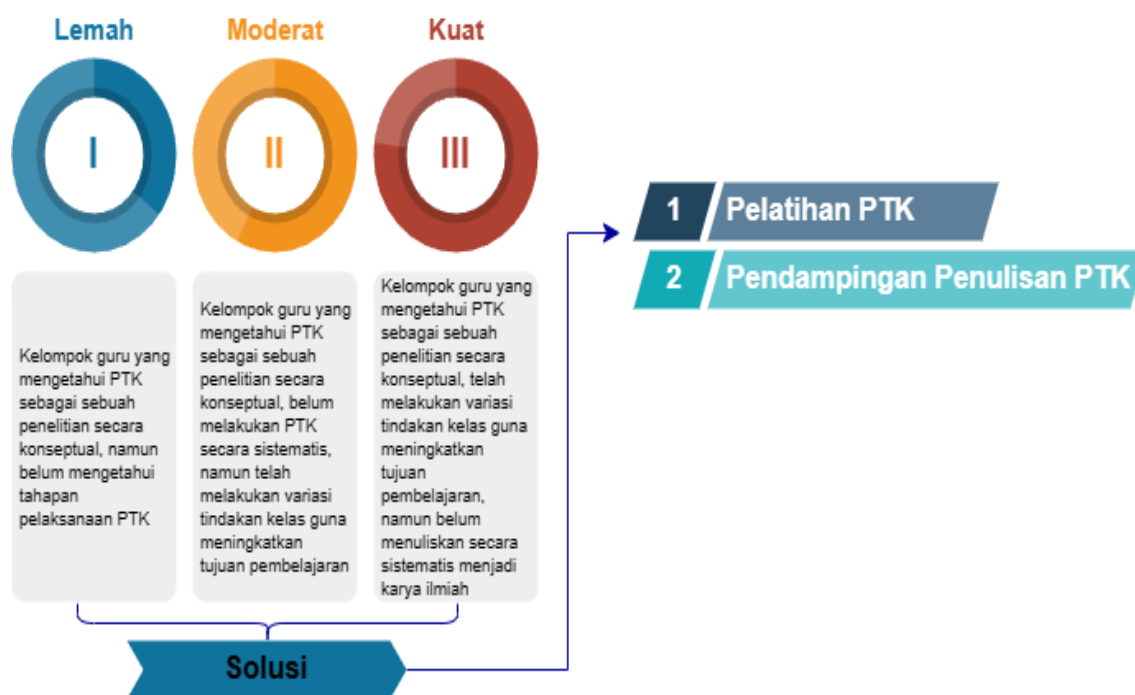 Lemah
Moderat
Kuat
I
II
III
Kelompok guru yang
mengetahui PTK
sebagai sebuah
penelitian secara
konseptual, namun
belum mengetahui
tahapan
pelaksanaan PTK
Kelompok guru yang
mengetahui PTK
sebagai sebuah
penelitian secara
konseptual, belum
melakukan PTK
secara sistematis,
namun telah
melakukan variasi
tindakan kelas guna
meningkatkan
tujuan pembelajaran
Kelompok guru yang
mengetahui PTK
sebagai sebuah
penelitian secara
konseptual, telah
melakukan variasi
tindakan kelas guna
meningkatkan
tujuan
pembelajaran,
namun belum
menuliskan secara
sistematis menjadi
karya ilmiah
Solusi
1 Pelatihan PTK
2 Pendampingan Penulisan PTK